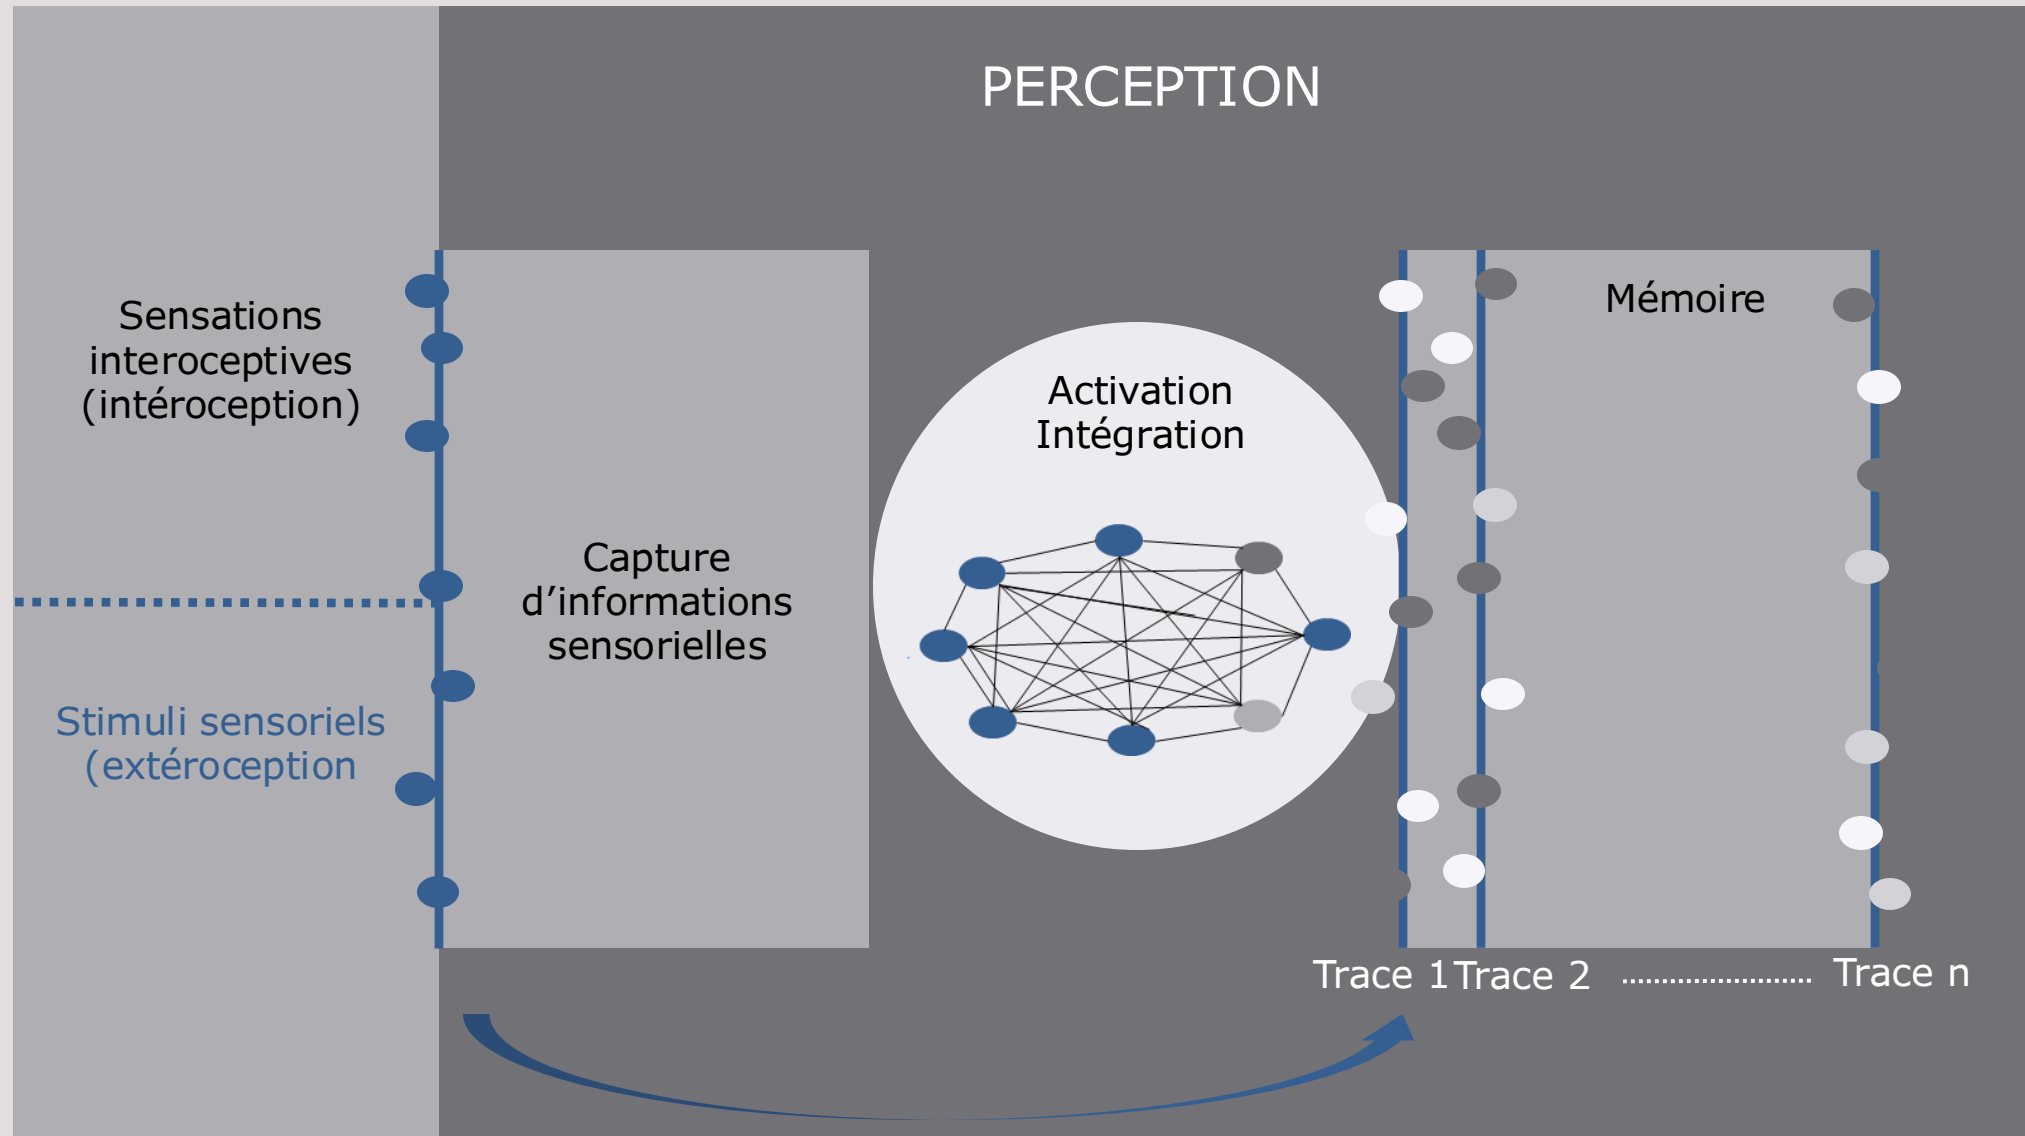 PERCEPTION
Sensations
interoceptives
(intéroception)
Stimuli sensoriels
(extéroception
Capture
d’informations
sensorielles
Activation
Intégration
Mémoire
Trace 1
Trace 2
Trace n